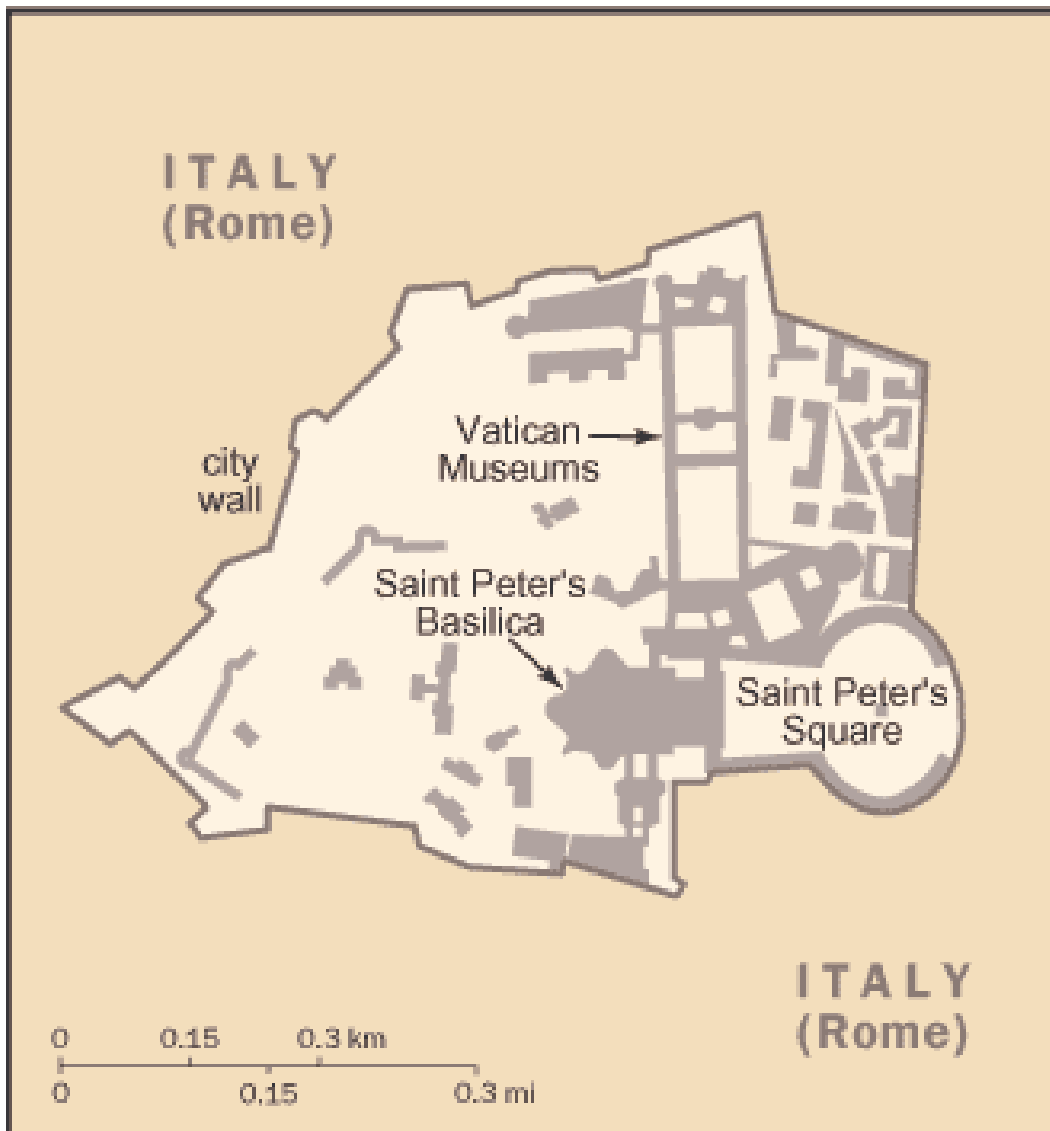 ITALY
(Rome)
Vatican
Museums
city
wall
Saint Peter's
Basilica
Saint Peter's
Square
ITALY
(Rome)
0 0.15 0.3 km
0 0.15 0.3 mi